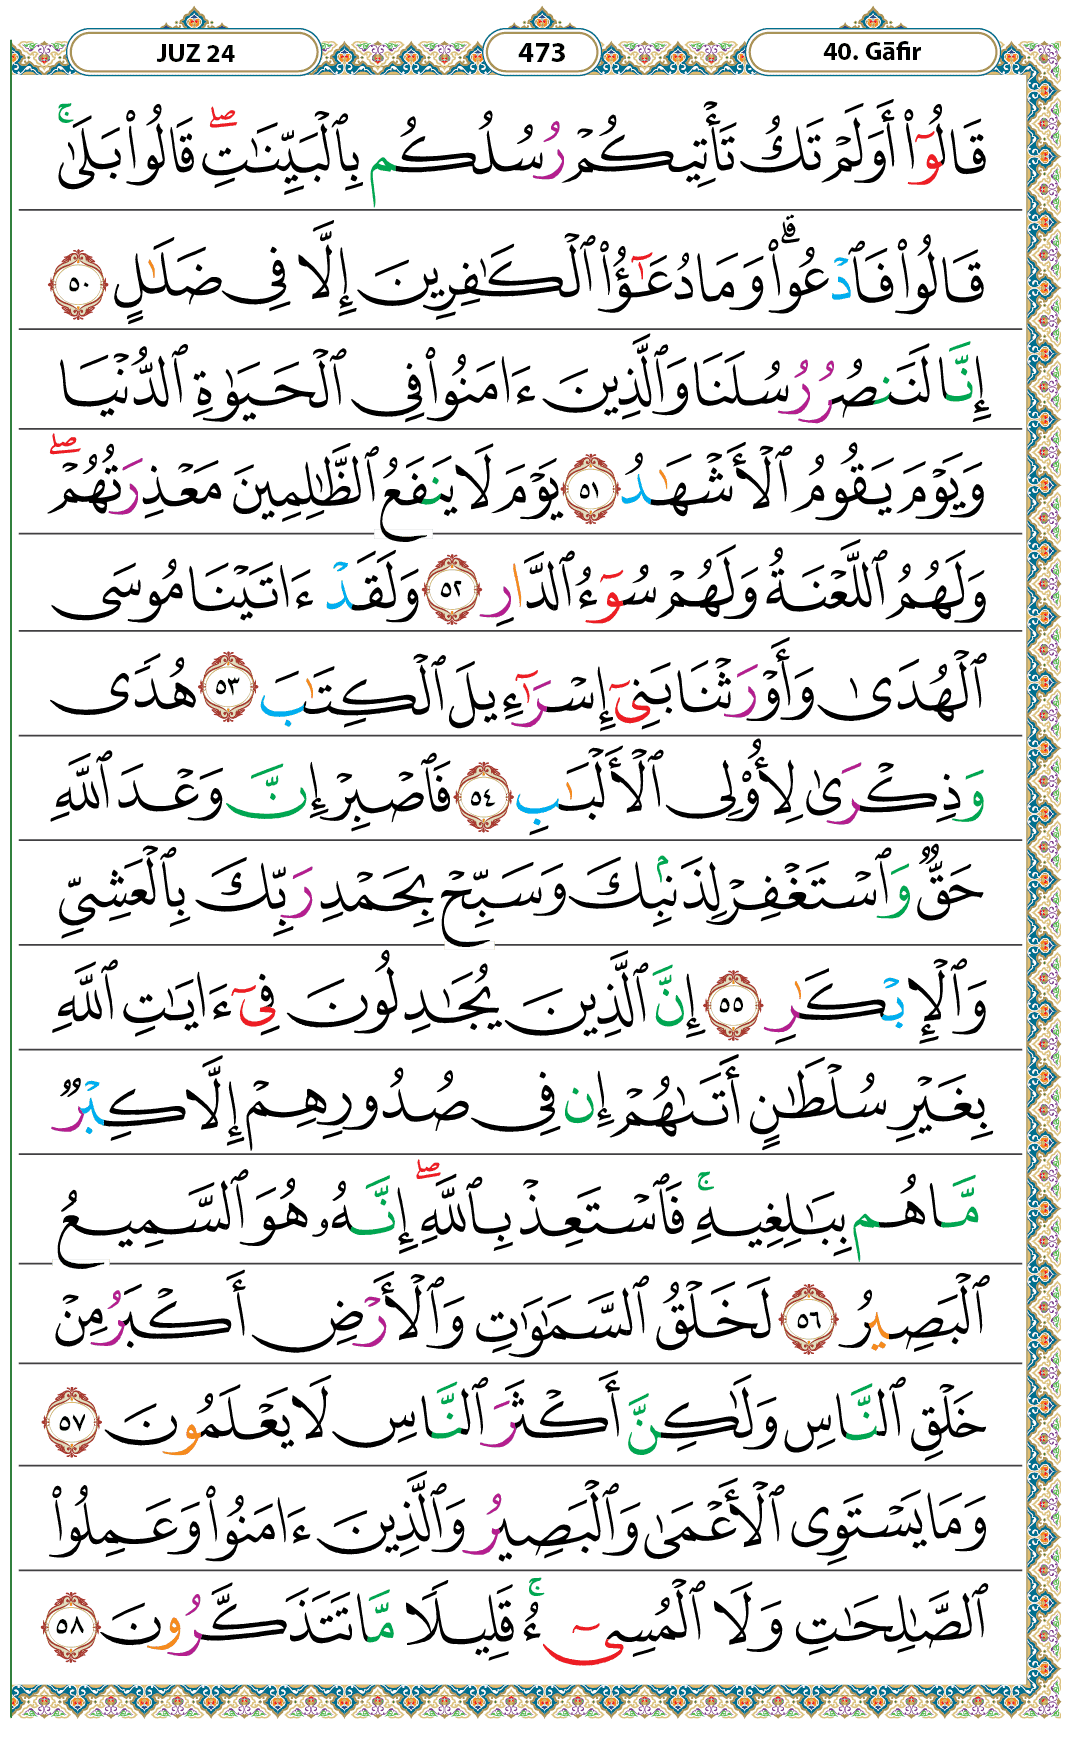 JUZ 24
473
40. Gāfir
قَالُوٓا۟ أَوَلَمْ تَكُ تَأْتِيكُمْ رُسُلُكُم بِٱلْبَيِّنَـٰتِ ۖ قَالُوا۟ بَلَىٰ ۚ
قَالُوا۟ فَٱدْعُوا۟ ۗ وَمَا دُعَـٰٓؤُا۟ ٱلْكَـٰفِرِينَ إِلَّا فِى ضَلَـٰلٍ ٥٠
إِنَّا لَنَنصُرُ رُسُلَنَا وَٱلَّذِينَ ءَامَنُوا۟ فِى ٱلْحَيَوٰةِ ٱلدُّنْيَا
وَيَوْمَ يَقُومُ ٱلْأَشْهَـٰدُ ٥١ يَوْمَ لَا يَنفَعُ ٱلظَّـٰلِمِينَ مَعْذِرَتُهُمْ ۖ
وَلَهُمُ ٱللَّعْنَةُ وَلَهُمْ سُوٓءُ ٱلدَّارِ ٥٢ وَلَقَدْ ءَاتَيْنَا مُوسَى
ٱلْهُدَىٰ وَأَوْرَثْنَا بَنِىٓ إِسْرَٰٓءِيلَ ٱلْكِتَـٰبَ ٥٣ هُدًى
وَذِكْرَىٰ لِأُو۟لِى ٱلْأَلْبَـٰبِ ٥٤ فَٱصْبِرْ إِنَّ وَعْدَ ٱللَّهِ
حَقٌّ وَٱسْتَغْفِرْ لِذَنۢبِكَ وَسَبِّحْ بِحَمْدِ رَبِّكَ بِٱلْعَشِىِّ
وَٱلْإِبْكَـٰرِ ٥٥ إِنَّ ٱلَّذِينَ يُجَـٰدِلُونَ فِىٓ ءَايَـٰتِ ٱللَّهِ
بِغَيْرِ سُلْطَـٰنٍ أَتَىٰهُمْ إِن فِى صُدُورِهِمْ إِلَّا كِبْرٌ
مَّا هُم بِبَـٰلِغِيهِ ۚ فَٱسْتَعِذْ بِٱللَّهِ ۖ إِنَّهُۥ هُوَ ٱلسَّمِيعُ
ٱلْبَصِيرُ ٥٦ لَخَلْقُ ٱلسَّمَـٰوَٰتِ وَٱلْأَرْضِ أَكْبَرُ مِنْ
خَلْقِ ٱلنَّاسِ وَلَـٰكِنَّ أَكْثَرَ ٱلنَّاسِ لَا يَعْلَمُونَ ٥٧
وَمَا يَسْتَوِى ٱلْأَعْمَىٰ وَٱلْبَصِيرُ وَٱلَّذِينَ ءَامَنُوا۟ وَعَمِلُوا۟
ٱلصَّـٰلِحَـٰتِ وَلَا ٱلْمُسِىٓءُ ۚ قَلِيلًا مَّا تَتَذَكَّرُونَ ٥٨